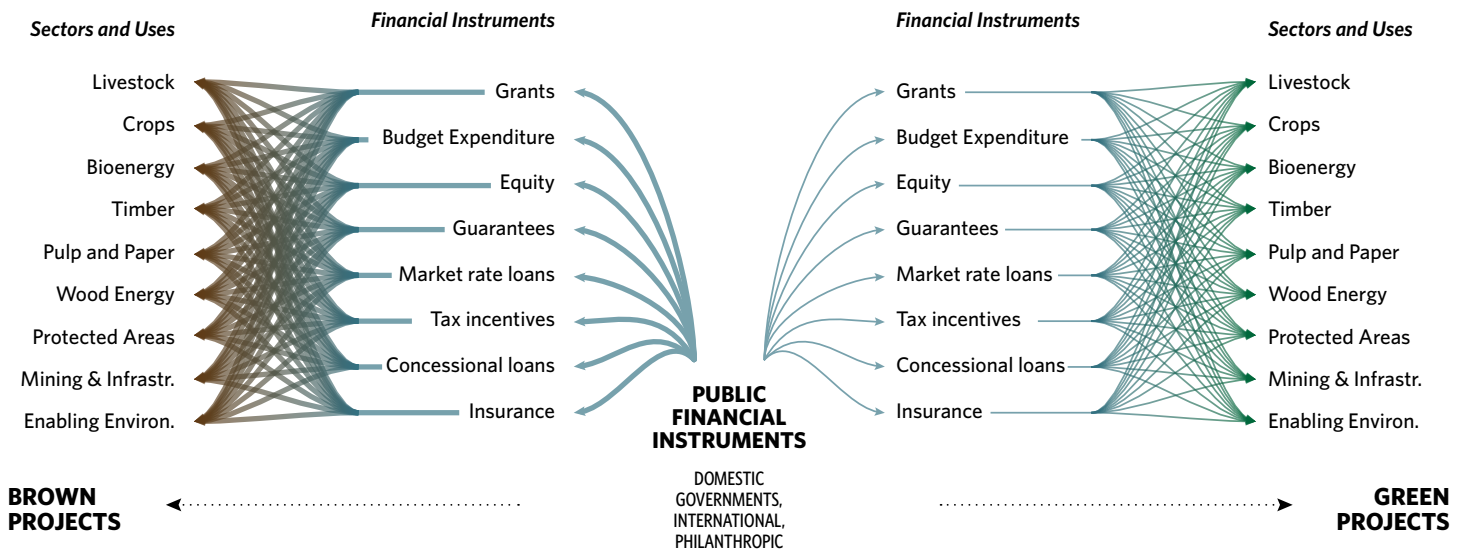 Sectors and Uses
Financial Instruments
Livestock
Crops
Bioenergy
Timber
Pulp and Paper
Wood Energy
Protected Areas
Mining & Infrastr.
Enabling Environ.
Grants
Budget Expenditure
Equity
Guarantees
Market rate loans
Tax incentives
Concessional loans
Insurance
PUBLIC
FINANCIAL
INSTRUMENTS
DOMESTIC
GOVERNMENTS,
INTERNATIONAL,
PHILANTHROPIC
Financial Instruments
Sectors and Uses
Grants
Budget Expenditure
Equity
Guarantees
Market rate loans
Tax incentives
Concessional loans
Insurance
Livestock
Crops
Bioenergy
Timber
Pulp and Paper
Wood Energy
Protected Areas
Mining & Infrastr.
Enabling Environ.
BROWN
PROJECTS
GREEN
PROJECTS